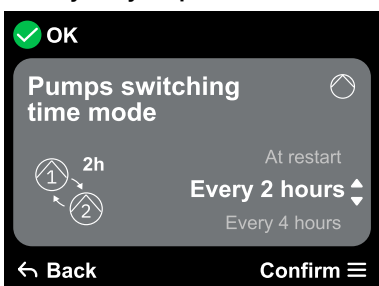 OK
Pumps switching
time mode
2h
1
2
At restart
Every 2 hours
Every 4 hours
Back
Confirm